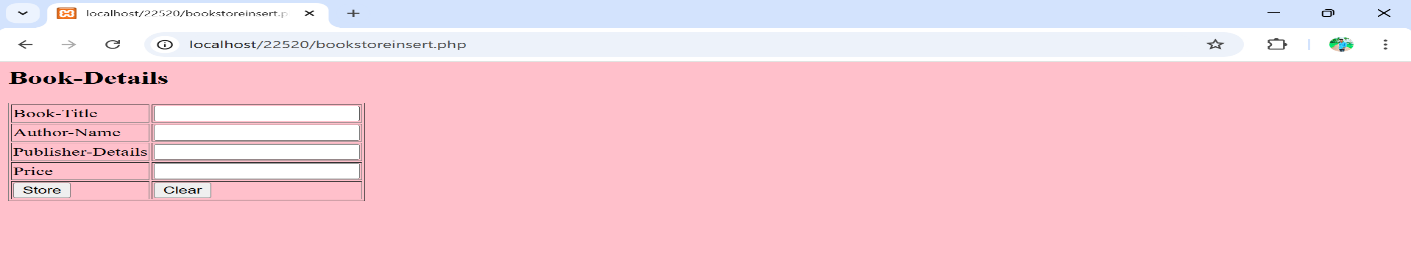 localhost/22520/bookstoreinsert.p
localhost/22520/bookstoreinsert.php
Book-Details
Book-Title
Author-Name
Publisher-Details
Price
Store Clear